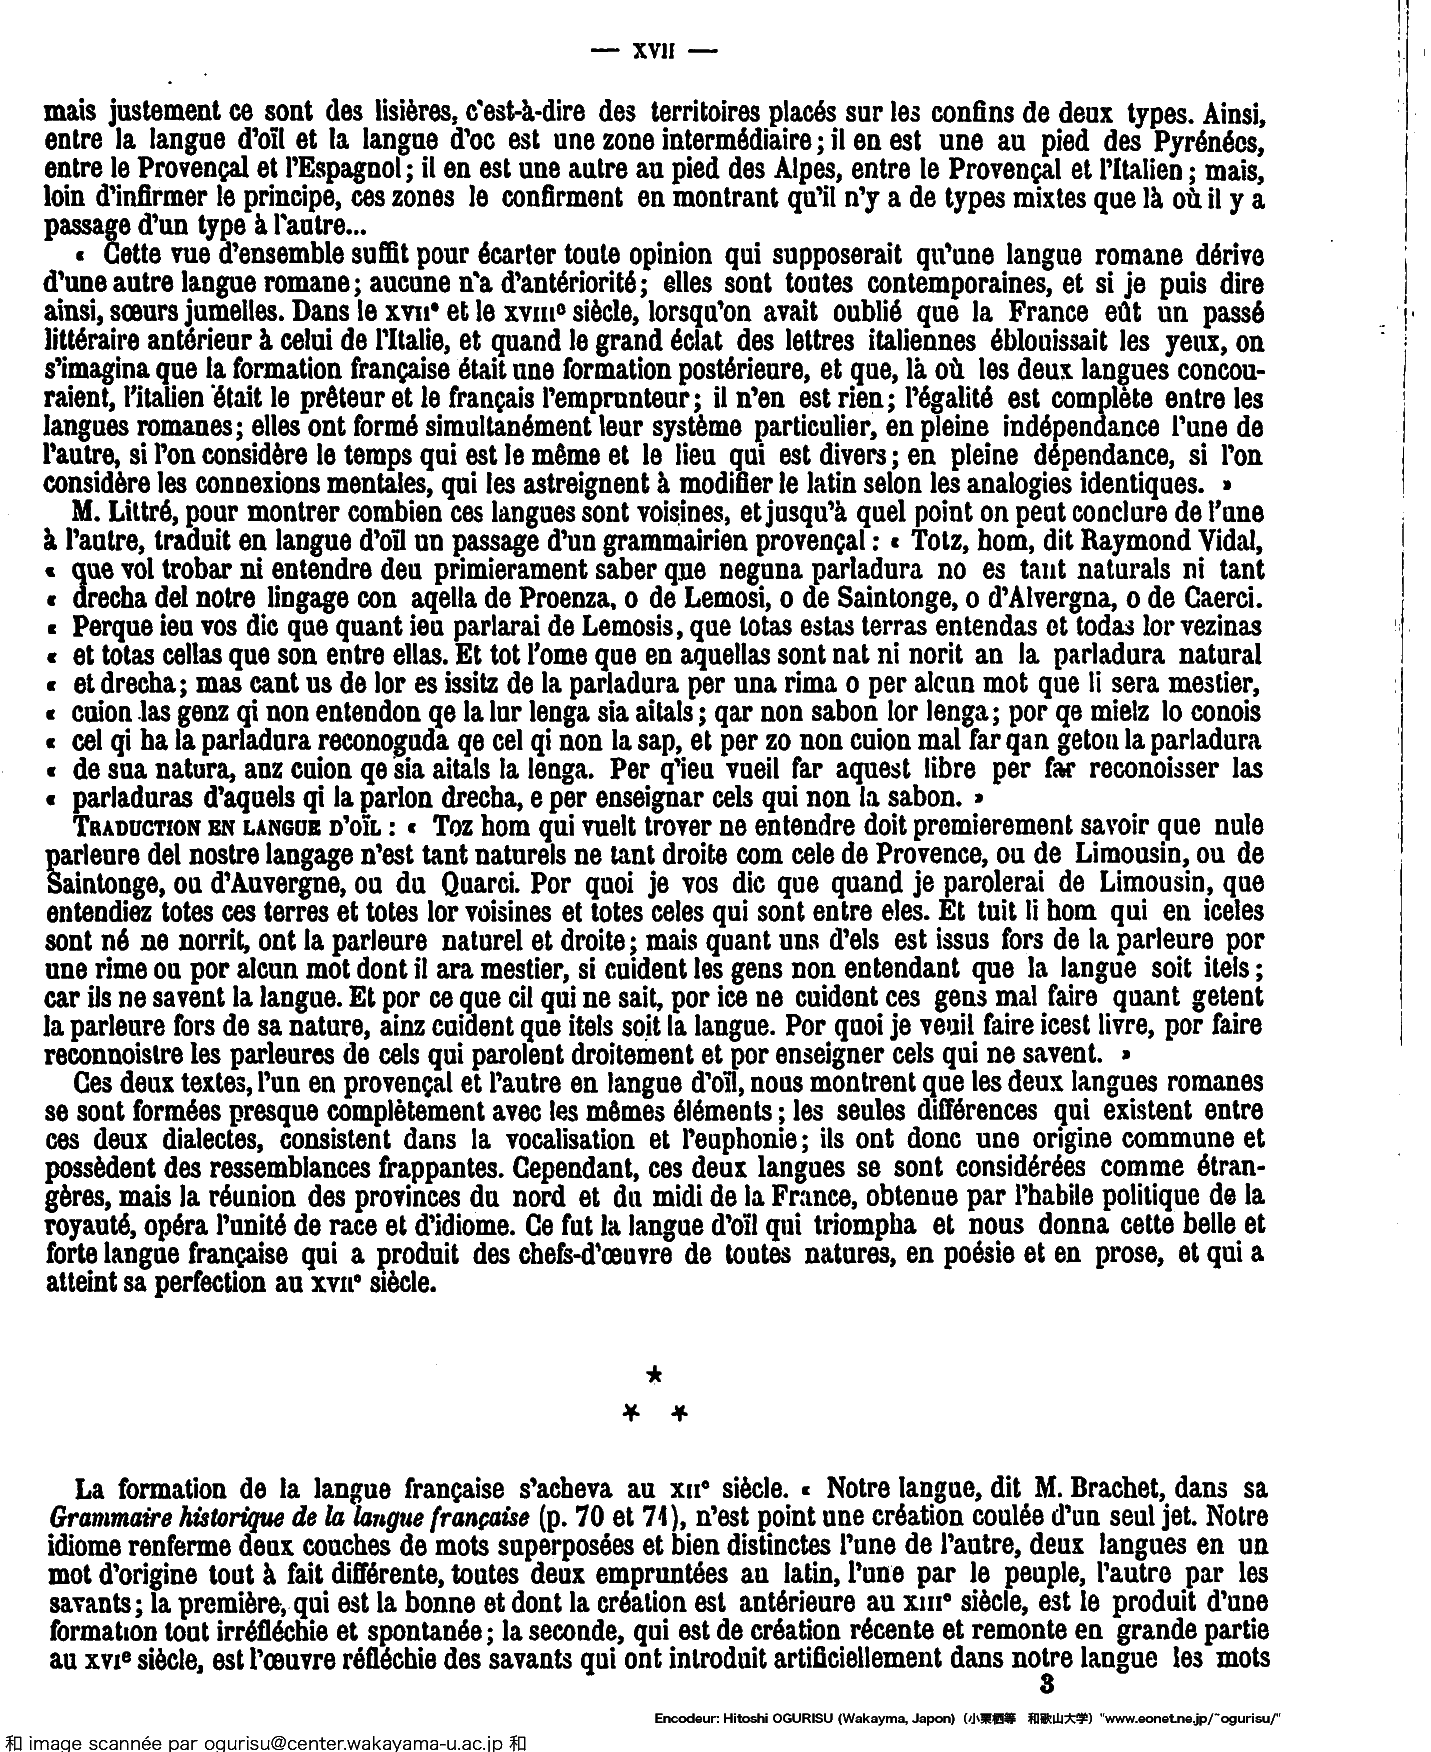 — XVII —
mais justement ce sont des lisières, c'est-à-dire des territoires placés sur les confins de deux types. Ainsi,
entre la langue d'oïl et la langue d'oc est une zone intermédiaire ; il en est une au pied des Pyrénées,
entre le Provençal et l'Espagnol ; il en est une autre au pied des Alpes, entre le Provençal et l'Italien ; mais,
loin d'infirmer le principe, ces zones le confirment en montrant qu'il n'y a de types mixtes que là où il y a
passage d'un type à l'autre...
« Cette vue d'ensemble suffit pour écarter toute opinion qui supposerait qu'une langue romane dérive
d'une autre langue romane ; aucune n'a d'antériorité ; elles sont toutes contemporaines, et si je puis dire
ainsi, sœurs jumelles. Dans le XVIIe et le XVIIIe siècle, lorsqu'on avait oublié que la France eût un passé
littéraire antérieur à celui de l'Italie, et quand le grand éclat des lettres italiennes éblouissait les yeux, on
s'imagina que la formation française était une formation postérieure, et que, là où les deux langues concou-
raient, l'italien était le prêteur et le français l'emprunteur ; il n'en est rien ; l'égalité est complète entre les
langues romanes ; elles ont formé simultanément leur système particulier, en pleine indépendance l'une de
l'autre, si l'on considère le temps qui est le même et le lieu qui est divers ; en pleine dépendance, si l'on
considère les connexions mentales, qui les astreignent à modifier le latin selon les analogies identiques. »
M. Littré, pour montrer combien ces langues sont voisines, et jusqu'à quel point on peut conclure de l'une
à l'autre, traduit en langue d'oïl un passage d'un grammairien provençal : « Totz, hom, dit Raymond Vidal,
« que vol trobar ni entendre deu primierament saber que neguna parladura no es tant naturals ni tant
« drecha del notre lingage con aqella de Proenza, o de Lemosi, o de Saintonge, o d'Alvergna, o de Caerci.
« Perque ieu vos dic que quant ieu parlarai de Lemosis, que totas estas terras entendas et todas lor vezinas
« et totas cellas que son entre ellas. Et tot l'ome que en aquellas sont nat ni norit an la parladura natural
« et drecha ; mas cant us de lor es issitz de la parladura per una rima o per alcun mot que li sera mestier,
« cuion las genz qi non entendon qe la lur lenga sia aitals ; qar non sabon lor lenga ; por qe mielz lo conois
« cel qi ha la parladura reconoguda qe cel qi non la sap, et per zo non cuion mal far qan geton la parladura
« de sua natura, anz cuion qe sia aitals la lenga. Per q'ieu vueil far aquest libre per far reconoisser las
« parladuras d'aquels qi la parlon drecha, e per enseignar cels qui non la sabon. »
TRADUCTION EN LANGUE D'OÏL : « Toz hom qui vuelt trover ne entendre doit premierement savoir que nule
parleure del nostre langage n'est tant naturels ne tant droite com cele de Provence, ou de Limousin, ou de
Saintonge, ou d'Auvergne, ou du Quarci. Por quoi je vos dic que quand je parolerai de Limousin, que
entendiez totes ces terres et totes lor voisines et totes celes qui sont entre eles. Et tuit li hom qui en iceles
sont né ne norrit, ont la parleure naturel et droite ; mais quant uns d'els est issus fors de la parleure por
une rime ou por alcun mot dont il ara mestier, si cuident les gens non entendant que la langue soit itels ;
car ils ne savent la langue. Et por ce que cil qui ne sait, por ice ne cuident ces gens mal faire quant getent
la parleure fors de sa nature, ainz cuident que itels soit la langue. Por quoi je veuil faire icest livre, por faire
reconnoistre les parleures de cels qui parolent droitement et por enseigner cels qui ne savent. »
Ces deux textes, l'un en provençal et l'autre en langue d'oïl, nous montrent que les deux langues romanes
se sont formées presque complètement avec les mêmes éléments ; les seules différences qui existent entre
ces deux dialectes, consistent dans la vocalisation et l'euphonie ; ils ont donc une origine commune et
possèdent des ressemblances frappantes. Cependant, ces deux langues se sont considérées comme étran-
gères, mais la réunion des provinces du nord et du midi de la France, obtenue par l'habile politique de la
royauté, opéra l'unité de race et d'idiome. Ce fut la langue d'oïl qui triompha et nous donna cette belle et
forte langue française qui a produit des chefs-d'œuvre de toutes natures, en poésie et en prose, et qui a
atteint sa perfection au XVIIe siècle.
*
* *
La formation de la langue française s'acheva au XIIe siècle. « Notre langue, dit M. Brachet, dans sa
Grammaire historique de la langue française (p. 70 et 71), n'est point une création coulée d'un seul jet. Notre
idiome renferme deux couches de mots superposées et bien distinctes l'une de l'autre, deux langues en un
mot d'origine tout à fait différente, toutes deux empruntées au latin, l'une par le peuple, l'autre par les
savants ; la première, qui est la bonne et dont la création est antérieure au XIIIe siècle, est le produit d'une
formation tout irréfléchie et spontanée ; la seconde, qui est de création récente et remonte en grande partie
au XVIe siècle, est l'œuvre réfléchie des savants qui ont introduit artificiellement dans notre langue les mots
3
Encodeur: Hitoshi OGURISU (Wakayma, Japon) (小栗栖等 和歌山大学) "www.eonet.ne.jp/~ogurisu/"
和 image scannée par ogurisu@center.wakayama-u.ac.jp 和